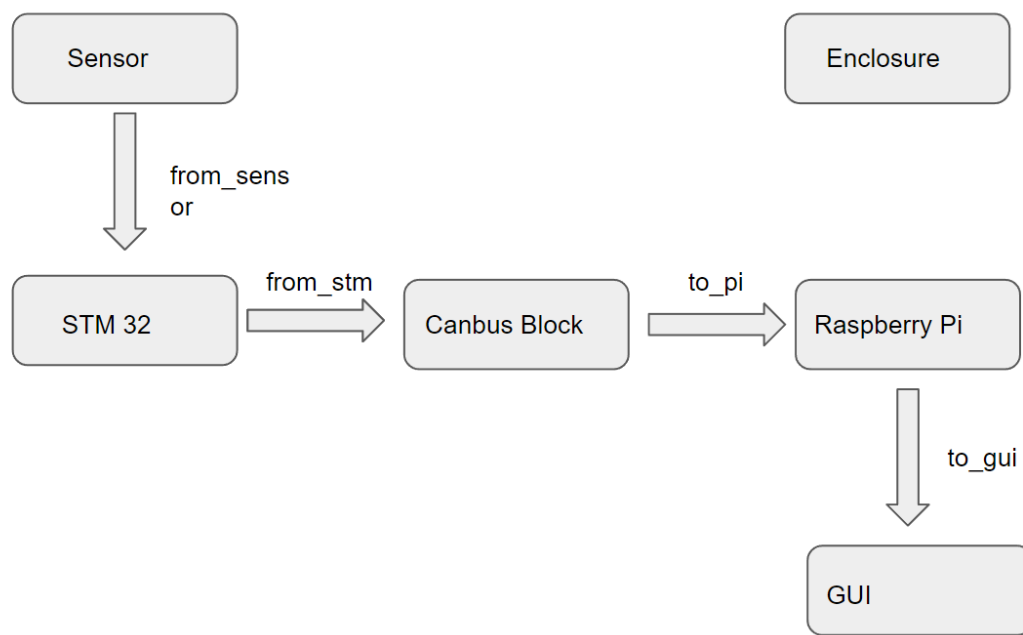 Sensor
Enclosure
from_sens
or
from_stm
to_pi
STM 32
Canbus Block
Raspberry Pi
to_gui
GUI